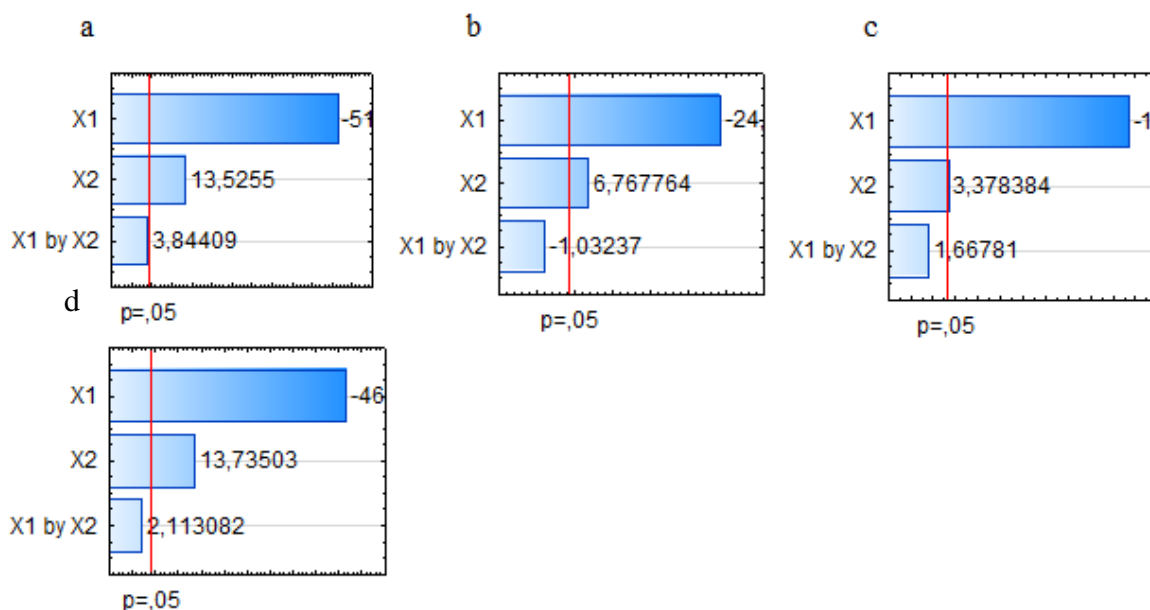 a
X1
-51
X2
13,5255
X1 by X2
3,84409
p=,05
b
X1
-24,
X2
6,767764
X1 by X2
-1,03237
p=,05
c
X1
-1
X2
3,378384
X1 by X2
1,66781
p=,05
d
X1
-46
X2
13,73503
X1 by X2
2,113082
p=,05